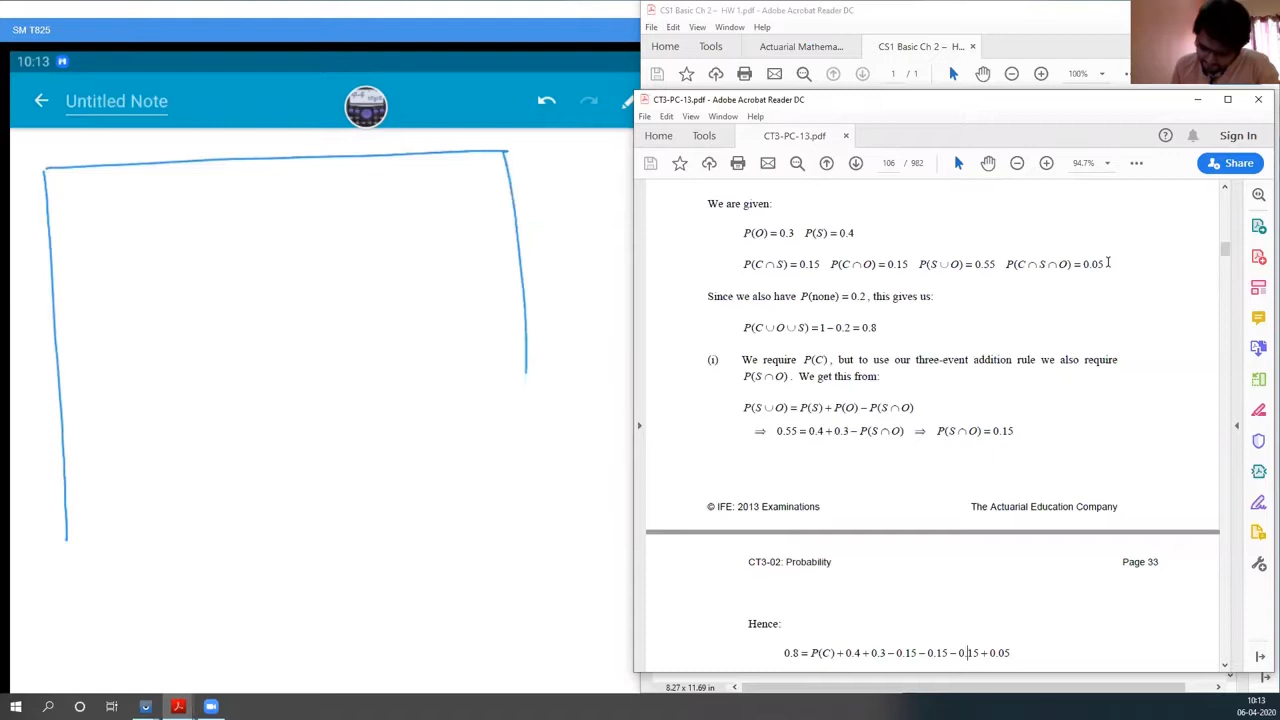 SM T825
10:13
Untitled Note
CS1 Basic Ch 2 – HW 1.pdf - Adobe Acrobat Reader DC
File Edit View Window Help
Home Tools Actuarial Mathema... CS1 Basic Ch 2 – H... ×
1 / 1 100%
CT3-PC-13.pdf - Adobe Acrobat Reader DC
File Edit View Window Help
Home Tools CT3-PC-13.pdf × Sign In
106 / 982 94.7% Share
We are given:
P(O) = 0.3 P(S) = 0.4
P(C ∩ S) = 0.15 P(C ∩ O) = 0.15 P(S ∪ O) = 0.55 P(C ∩ S ∩ O) = 0.05
Since we also have P(none) = 0.2, this gives us:
P(C ∪ O ∪ S) = 1 − 0.2 = 0.8
(i) We require P(C), but to use our three-event addition rule we also require
P(S ∩ O). We get this from:
P(S ∪ O) = P(S) + P(O) − P(S ∩ O)
⇒ 0.55 = 0.4 + 0.3 − P(S ∩ O) ⇒ P(S ∩ O) = 0.15
© IFE: 2013 Examinations The Actuarial Education Company
CT3-02: Probability Page 33
Hence:
0.8 = P(C) + 0.4 + 0.3 − 0.15 − 0.15 − 0.15 + 0.05
8.27 x 11.69 in
10:13
06-04-2020